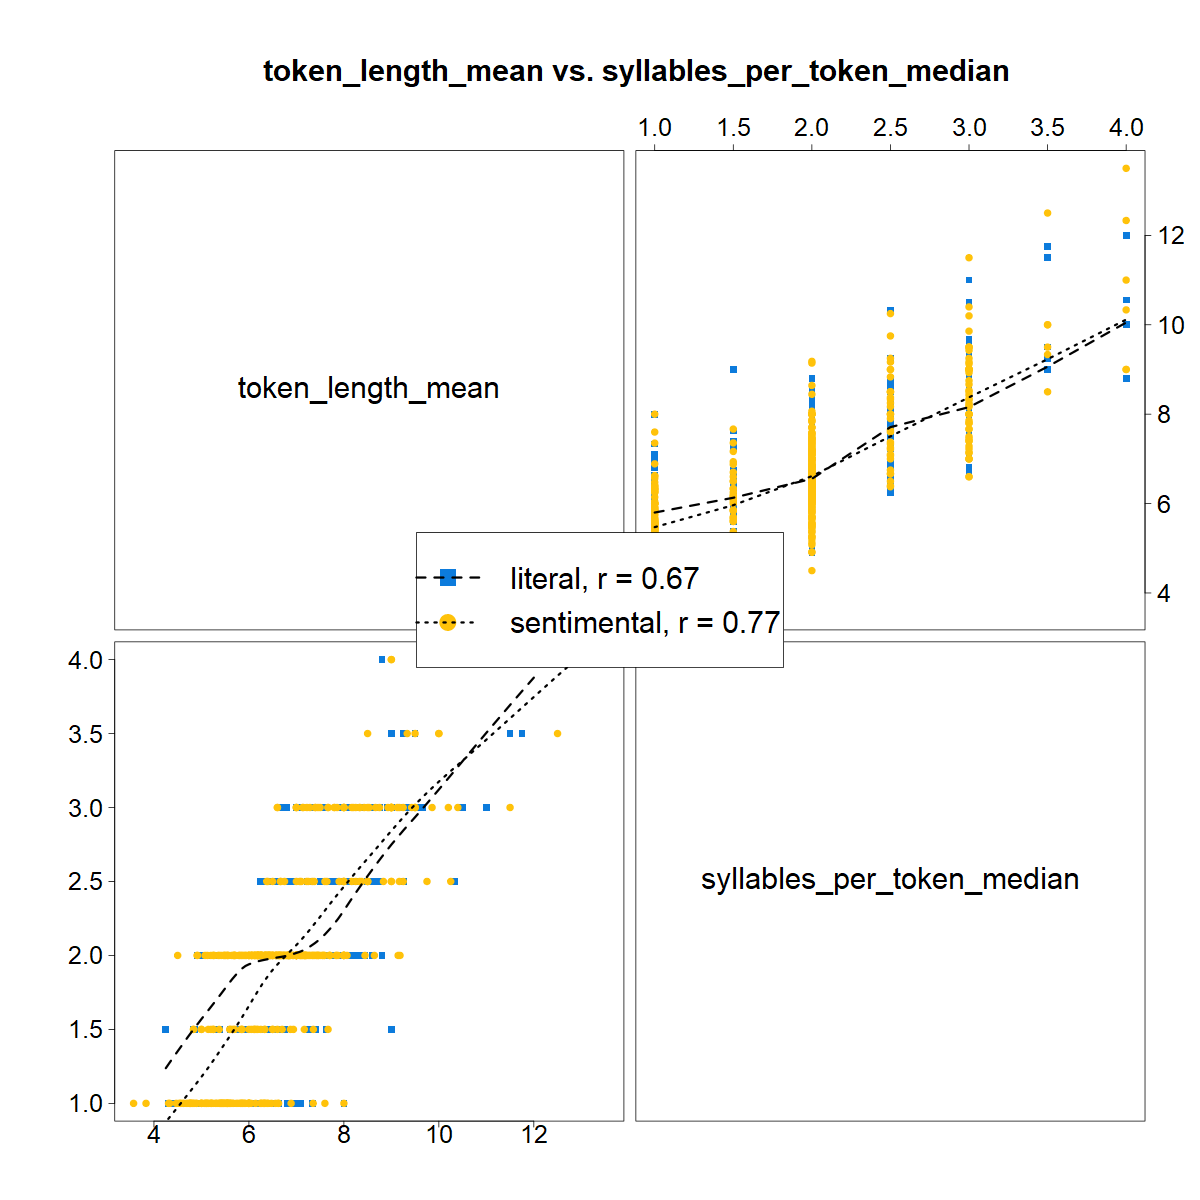 token_length_mean vs. syllables_per_token_median
1.0 1.5 2.0 2.5 3.0 3.5 4.0
token_length_mean
12
10
8
6
4
literal, r = 0.67
sentimental, r = 0.77
4.0
3.5
3.0
2.5
2.0
1.5
1.0
syllables_per_token_median
4 6 8 10 12